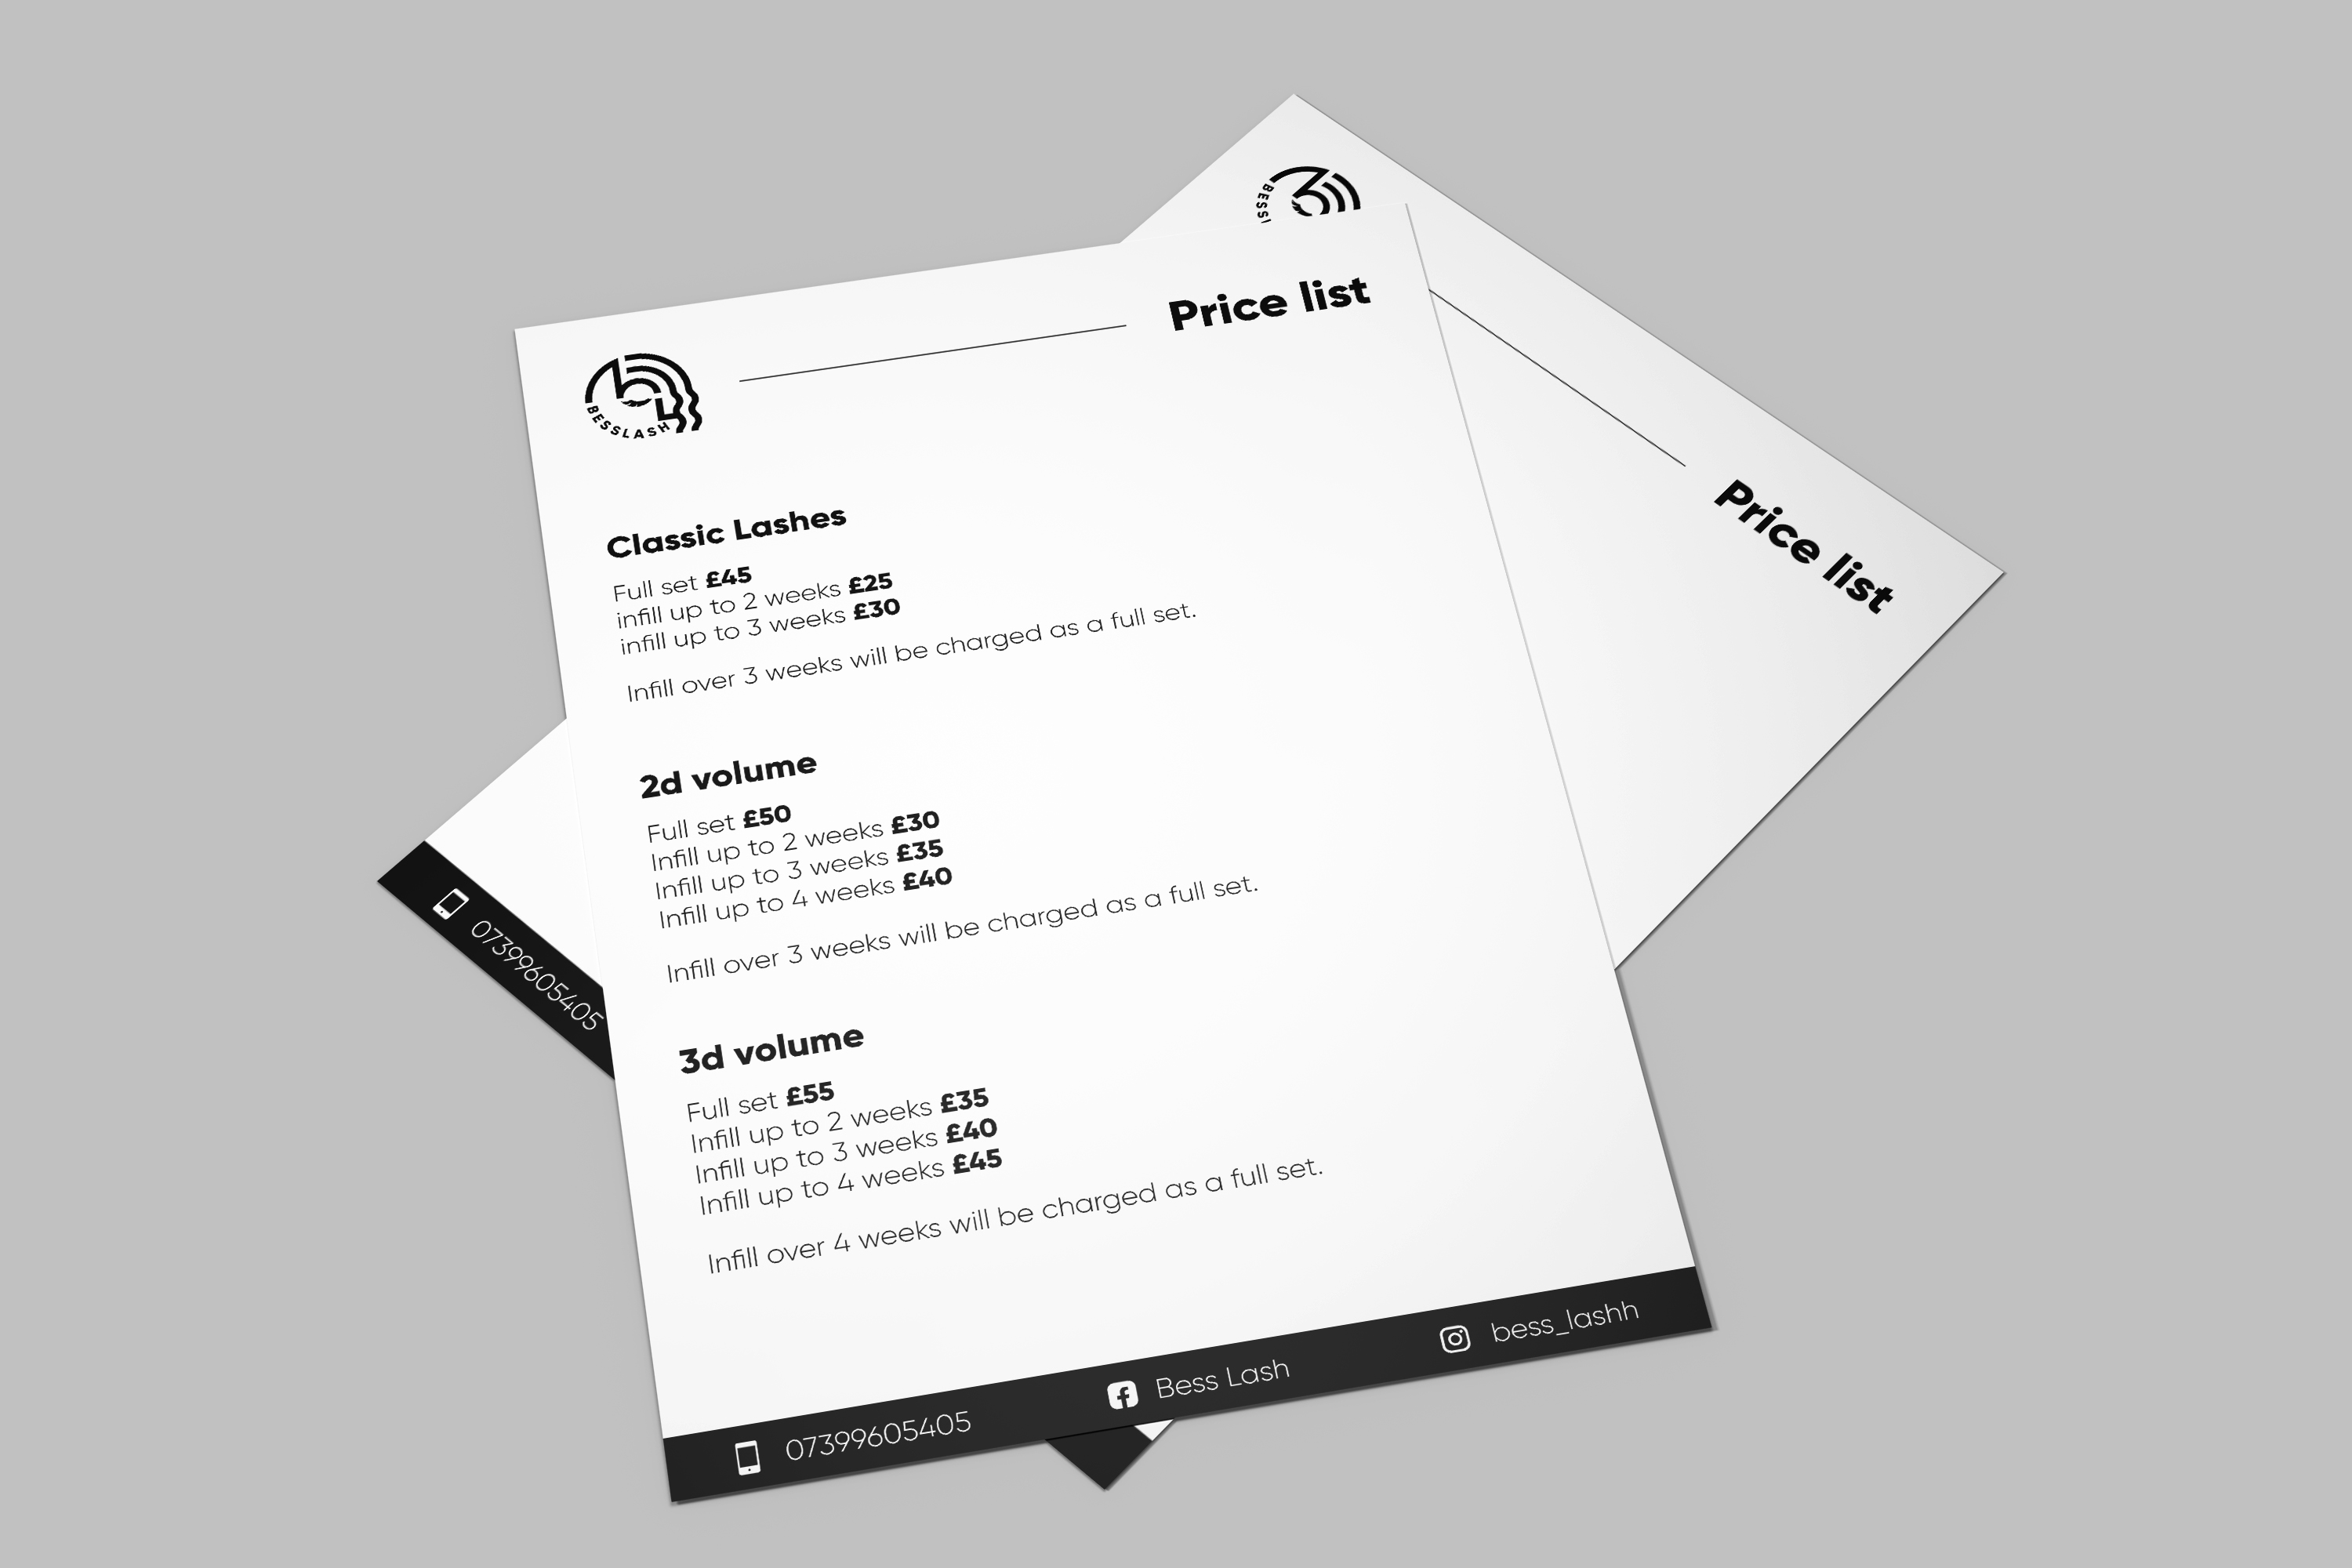 BESSLASH
L
Price list
Classic Lashes
Full set £45
infill up to 2 weeks £25
infill up to 3 weeks £30
Infill over 3 weeks will be charged as a full set.
2d volume
Full set £50
Infill up to 2 weeks £30
Infill up to 3 weeks £35
Infill up to 4 weeks £40
Infill over 3 weeks will be charged as a full set.
3d volume
Full set £55
Infill up to 2 weeks £35
Infill up to 3 weeks £40
Infill up to 4 weeks £45
Infill over 4 weeks will be charged as a full set.
07399605405
Bess Lash
bess_lashh
BESS
Price list
07399605405